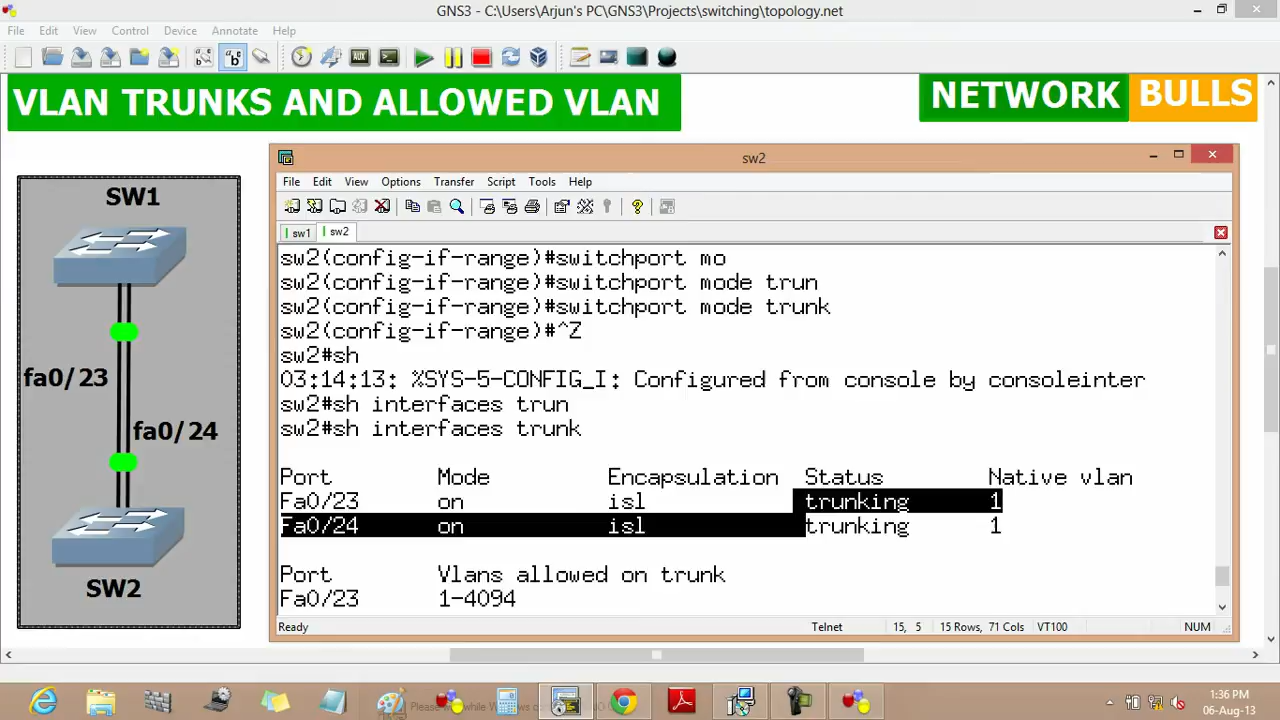 GNS3 - C:\Users\Arjun's PC\GNS3\Projects\switching\topology.net
File Edit View Control Device Annotate Help
VLAN TRUNKS AND ALLOWED VLAN
NETWORK BULLS
SW1
fa0/23
fa0/24
SW2
sw2
File Edit View Options Transfer Script Tools Help
sw1 sw2
sw2(config-if-range)#switchport mo
sw2(config-if-range)#switchport mode trun
sw2(config-if-range)#switchport mode trunk
sw2(config-if-range)#^Z
sw2#sh
03:14:13: %SYS-5-CONFIG_I: Configured from console by consoleinter
sw2#sh interfaces trun
sw2#sh interfaces trunk
Port Mode Encapsulation Status Native vlan
Fa0/23 on isl trunking 1
Fa0/24 on isl trunking 1
Port Vlans allowed on trunk
Fa0/23 1-4094
Ready Telnet 15, 5 15 Rows, 71 Cols VT100 NUM
1:36 PM
06-Aug-13